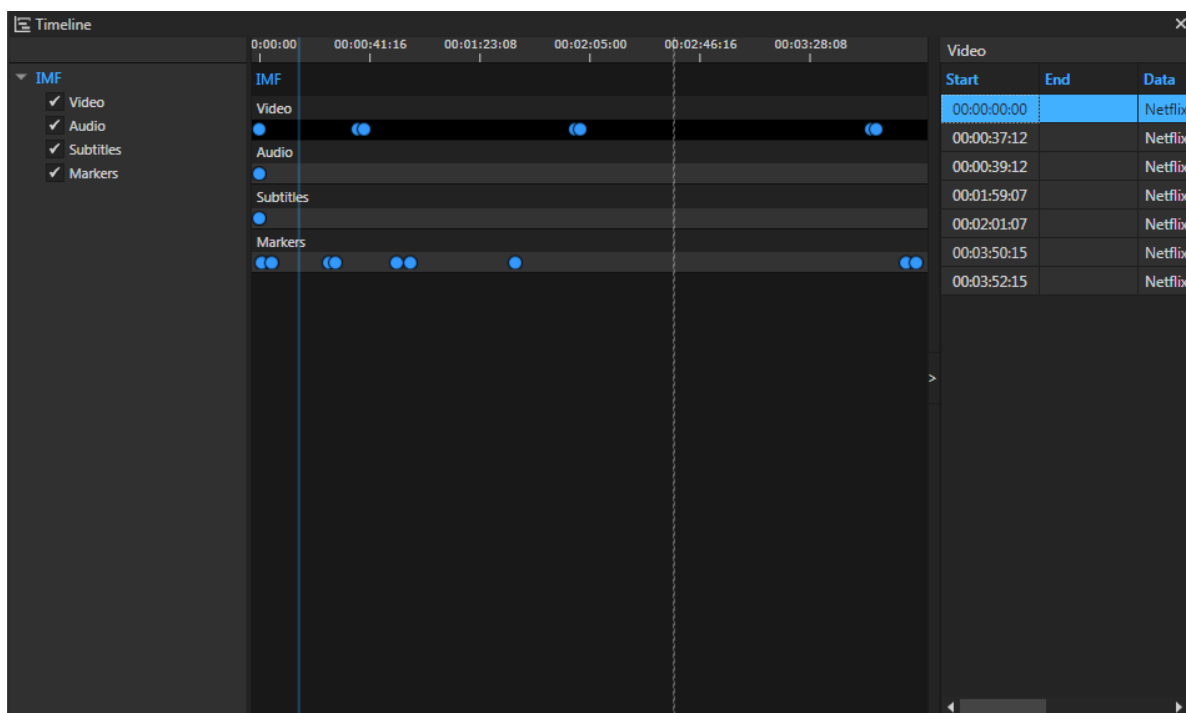 Timeline
0:00:00 00:00:41:16 00:01:23:08 00:02:05:00 00:02:46:16 00:03:28:08
IMF
Video
Audio
Subtitles
Markers
IMF
Video
Audio
Subtitles
Markers
Video
Start End Data
00:00:00:00 Netflix
00:00:37:12 Netflix
00:00:39:12 Netflix
00:01:59:07 Netflix
00:02:01:07 Netflix
00:03:50:15 Netflix
00:03:52:15 Netflix